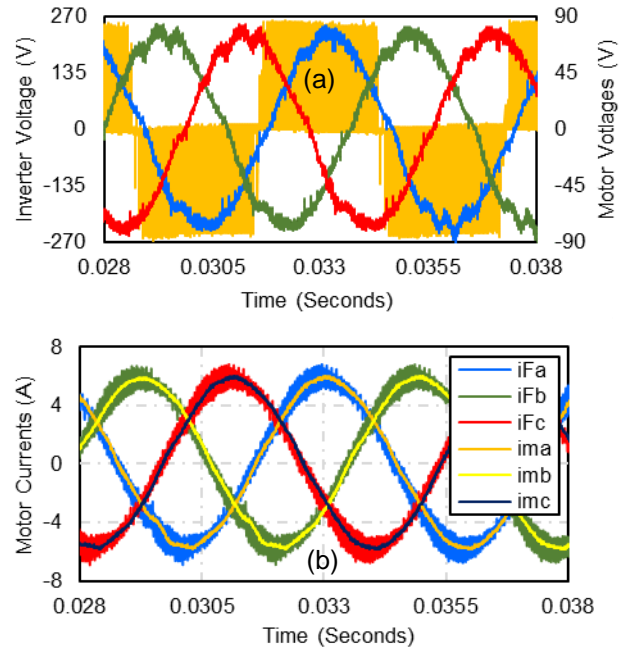 270
135
0
-135
-270
Inverter Voltage (V)
(a)
90
45
0
-45
-90
Motor Votlages (V)
0.028
0.0305
0.033
0.0355
0.038
Time (Seconds)
8
4
0
-4
-8
Motor Currents (A)
iFa
iFb
iFc
ima
imb
imc
(b)
0.028
0.0305
0.033
0.0355
0.038
Time (Seconds)